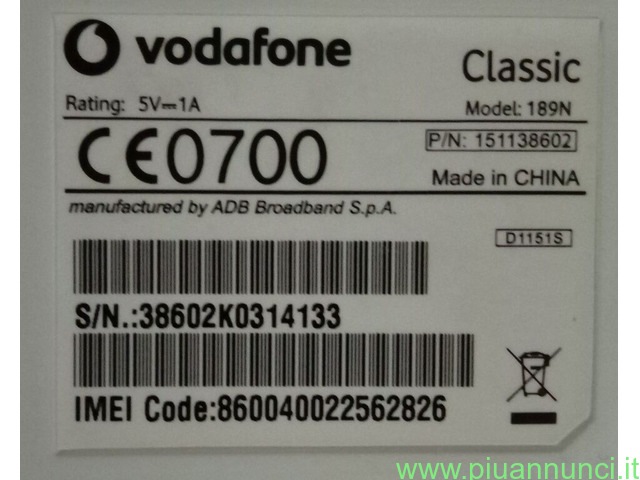 vodafone
Classic
Rating: 5V⎓1A
Model: 189N
CE0700
P/N: 151138602
Made in CHINA
manufactured by ADB Broadband S.p.A.
D1151S
S/N.:38602K0314133
IMEI Code:860040022562826
www.piuannunci.it